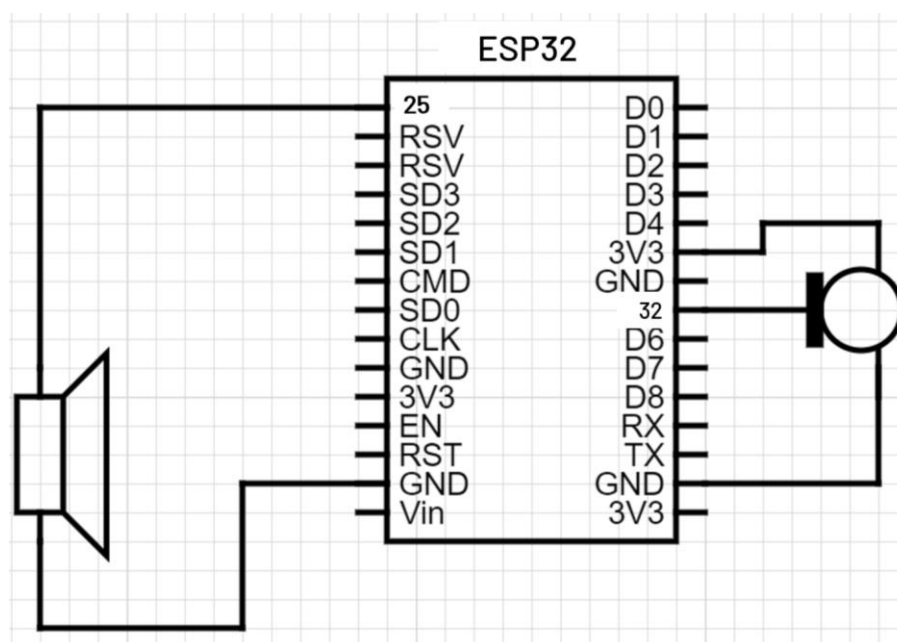 ESP32
25
RSV
RSV
SD3
SD2
SD1
CMD
SD0
CLK
GND
3V3
EN
RST
GND
Vin
D0
D1
D2
D3
D4
3V3
GND
32
D6
D7
D8
RX
TX
GND
3V3